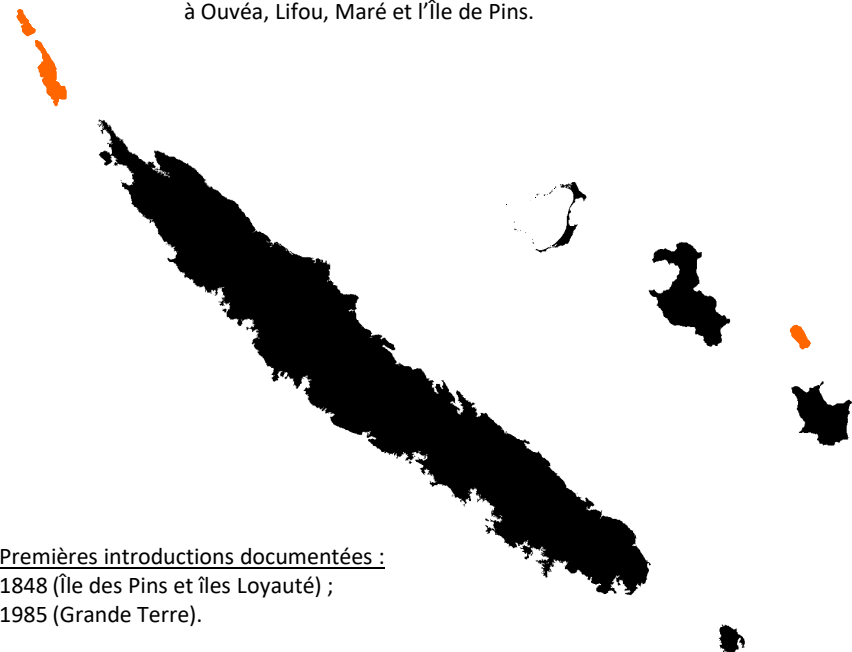 à Ouvéa, Lifou, Maré et l’Île de Pins.
Premières introductions documentées :
1848 (Île des Pins et îles Loyauté) ;
1985 (Grande Terre).